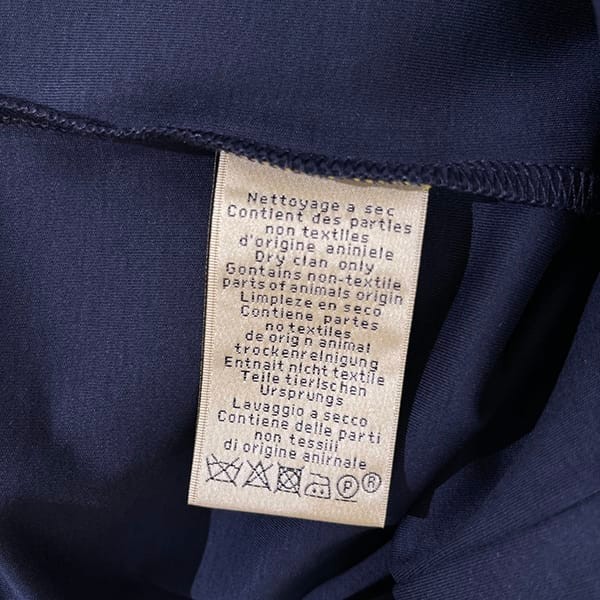 Nettoyage a sec
Contient des parties
non textiles
d'origine aniniele
Dry clan only
Gontains non-textile
parts of animals origin
Limpleze en seco
Contiene partes
no textiles
de orig n animal
trockenreinigung
Entnait nicht textile
Teile tierlschen
Ursprungs
Lavaggio a secco
Contiene delle parti
non tessili
di origine anirnale
P ®